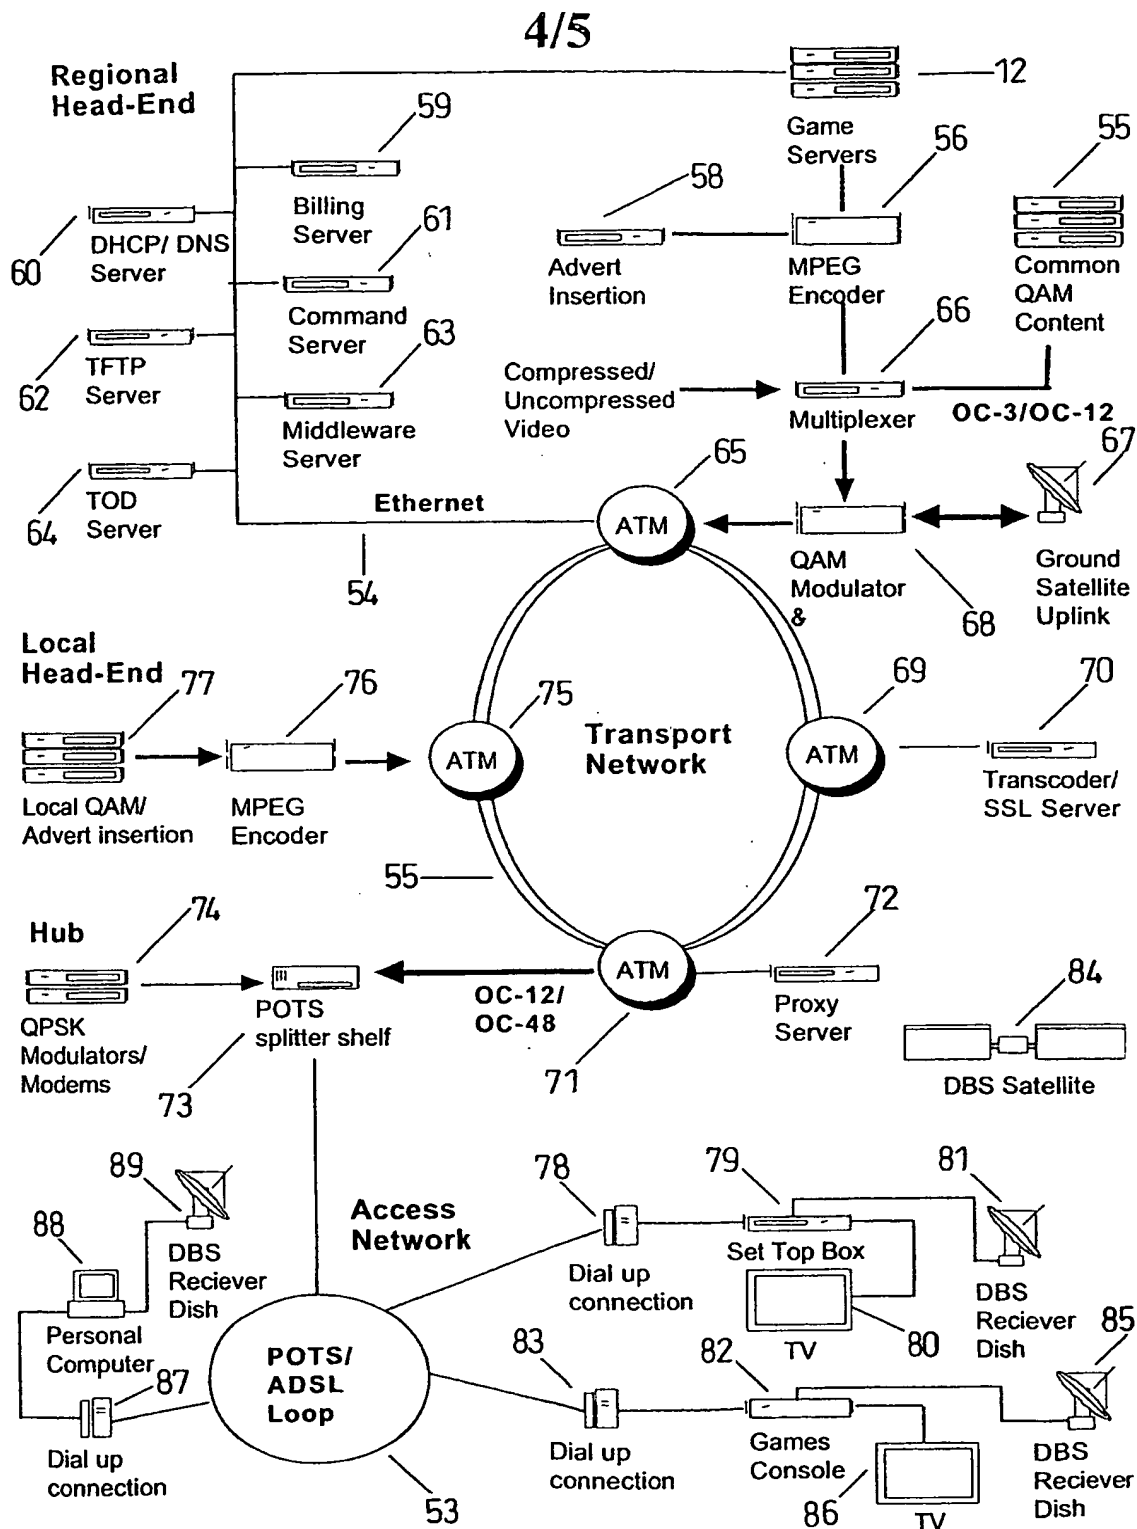 4/5
Regional
Head-End
12
59
Game
Servers
56
55
58
Billing
Server
61
60
DHCP/ DNS
Server
Advert
Insertion
MPEG
Encoder
Common
QAM
Content
66
Command
Server
63
62
TFTP
Server
Compressed/
Uncompressed
Video
Multiplexer
OC-3/OC-12
67
Middleware
Server
65
64
TOD
Server
Ethernet
ATM
54
QAM
Modulator
&
68
Ground
Satellite
Uplink
Local
Head-End
77
76
75
69
70
ATM
Transport
Network
ATM
Local QAM/
Advert insertion
MPEG
Encoder
Transcoder/
SSL Server
55
72
74
Hub
ATM
84
QPSK
Modulators/
Modems
POTS
splitter shelf
OC-12/
OC-48
Proxy
Server
73
71
DBS Satellite
89
78
79
81
88
Access
Network
DBS
Reciever
Dish
Set Top Box
Dial up
connection
DBS
Reciever
Dish
Personal
Computer
TV
80
85
87
83
82
POTS/
ADSL
Loop
Dial up
connection
Dial up
connection
Games
Console
DBS
Reciever
Dish
53
86
TV